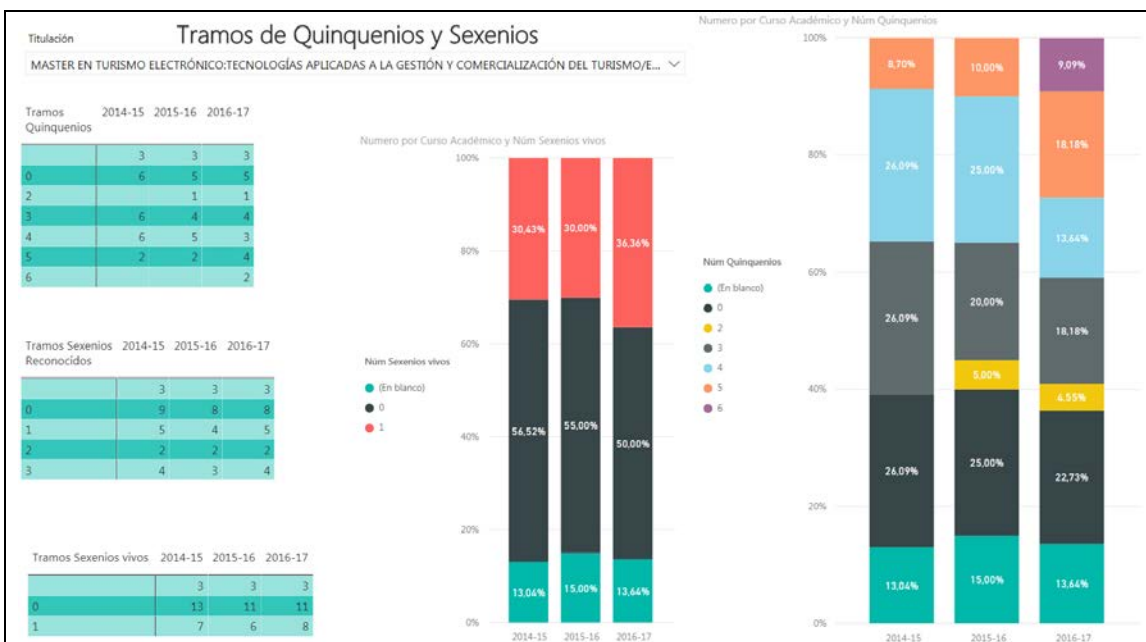 Titulación
Tramos de Quinquenios y Sexenios
MASTER EN TURISMO ELECTRÓNICO:TECNOLOGÍAS APLICADAS A LA GESTIÓN Y COMERCIALIZACIÓN DEL TURISMO/E...
Tramos Quinquenios 2014-15 2015-16 2016-17
3 3 3
0 6 5 5
2 1 1
3 6 4 4
4 6 5 3
5 2 2 4
6 2
Tramos Sexenios Reconocidos 2014-15 2015-16 2016-17
3 3 3
0 9 8 8
1 5 4 5
2 2 2 2
3 4 3 4
Tramos Sexenios vivos 2014-15 2015-16 2016-17
3 3 3
0 13 11 11
1 7 6 8
Numero por Curso Académico y Núm Sexenios vivos
100%
80%
60%
40%
20%
0%
30,43% 30,00% 36,36%
56,52% 55,00% 50,00%
13,04% 15,00% 13,64%
2014-15 2015-16 2016-17
Núm Sexenios vivos
(En blanco)
0
1
Numero por Curso Académico y Núm Quinquenios
100%
80%
60%
40%
20%
0%
8,70% 10,00% 9,09%
26,09% 25,00% 18,18%
26,09% 20,00% 13,64%
5,00% 18,18%
26,09% 25,00% 4,55%
22,73%
13,04% 15,00% 13,64%
2014-15 2015-16 2016-17
Núm Quinquenios
(En blanco)
0
2
3
4
5
6